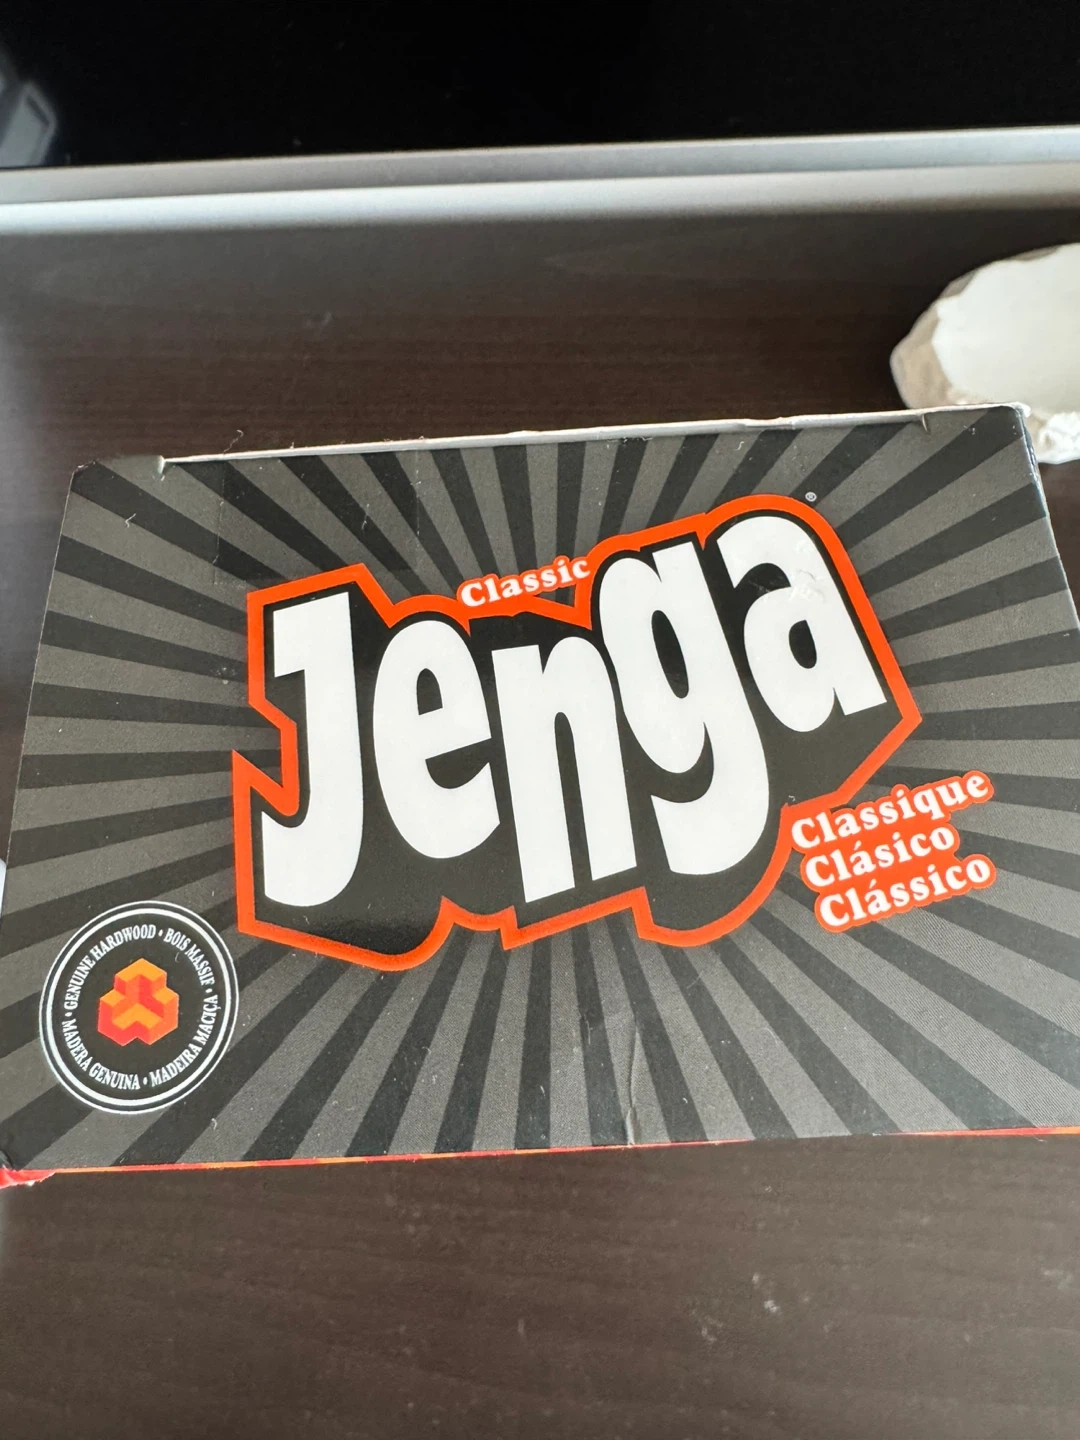 Classic
Jenga®
Classique
Clásico
Clássico
GENUINE HARDWOOD • BOIS MASSIF • MADEIRA MACIÇA • MADERA GENUINA •